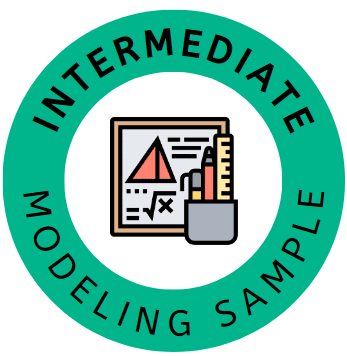 INTERMEDIATE
√x
MODELING SAMPLE